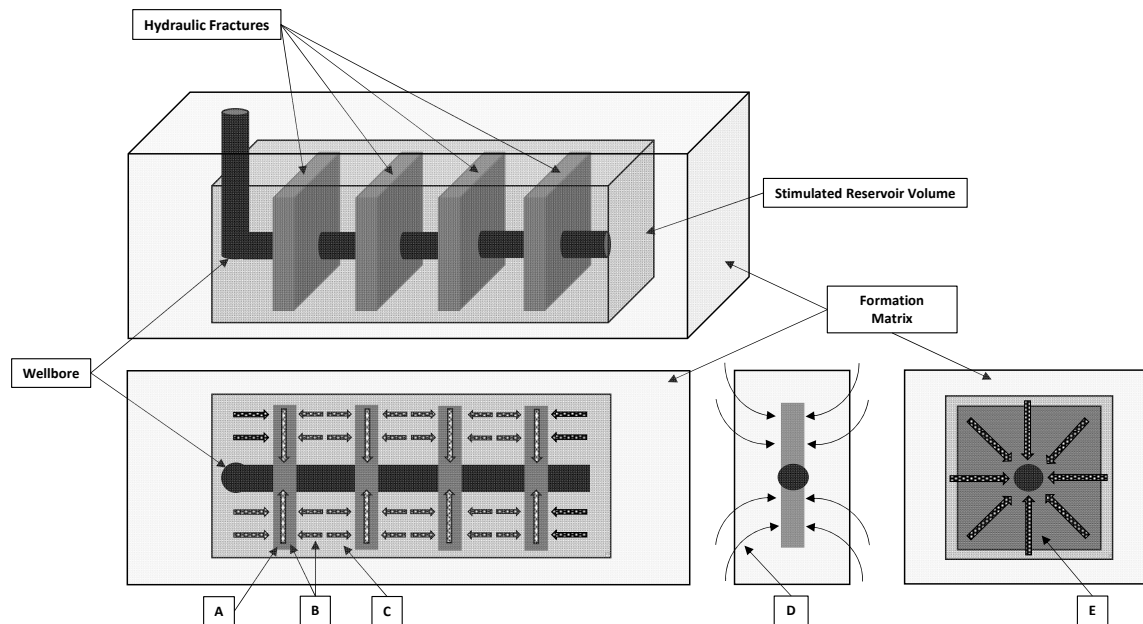 Hydraulic Fractures
Stimulated Reservoir Volume
Formation
Matrix
Wellbore
A
B
C
D
E